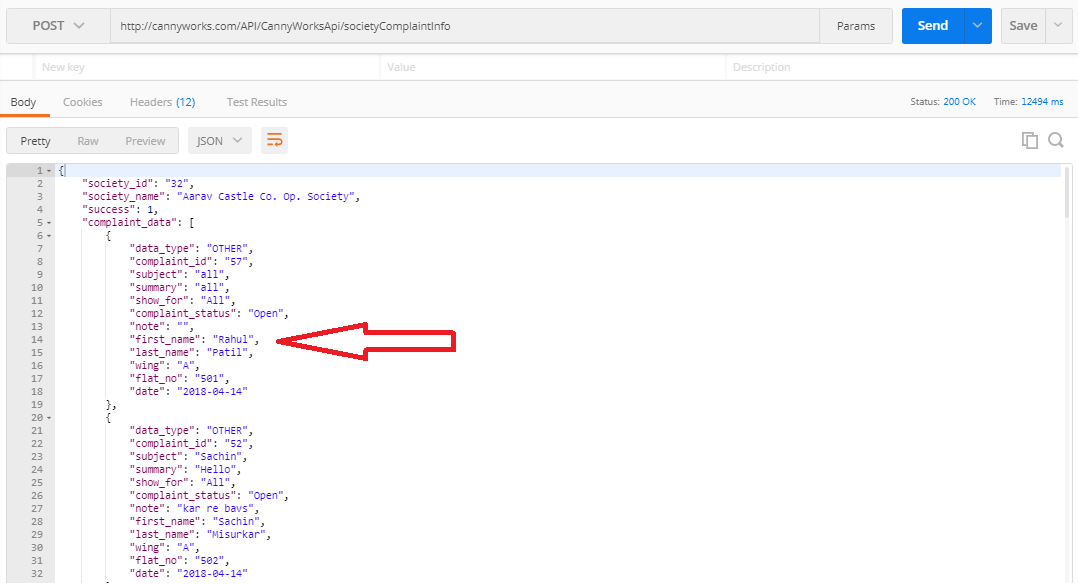 POST http://cannyworks.com/API/CannyWorksApi/societyComplaintInfo Params Send Save
New key Value Description
Body Cookies Headers (12) Test Results Status: 200 OK Time: 12494 ms
Pretty Raw Preview JSON
1 {
2 "society_id": "32",
3 "society_name": "Aarav Castle Co. Op. Society",
4 "success": 1,
5 "complaint_data": [
6 {
7 "data_type": "OTHER",
8 "complaint_id": "57",
9 "subject": "all",
10 "summary": "all",
11 "show_for": "All",
12 "complaint_status": "Open",
13 "note": "",
14 "first_name": "Rahul",
15 "last_name": "Patil",
16 "wing": "A",
17 "flat_no": "501",
18 "date": "2018-04-14"
19 },
20 {
21 "data_type": "OTHER",
22 "complaint_id": "52",
23 "subject": "Sachin",
24 "summary": "Hello",
25 "show_for": "All",
26 "complaint_status": "Open",
27 "note": "kar re bavs",
28 "first_name": "Sachin",
29 "last_name": "Misurkar",
30 "wing": "A",
31 "flat_no": "502",
32 "date": "2018-04-14"